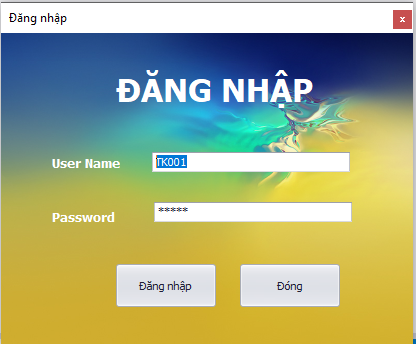 Đăng nhập
x
ĐĂNG NHẬP
User Name TK001
Password *****
Đăng nhập Đóng